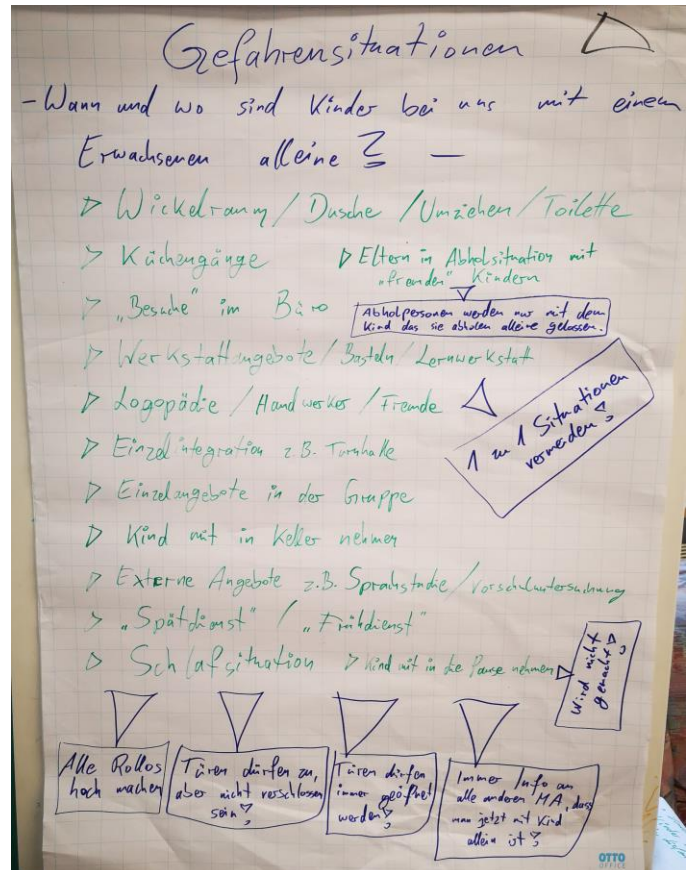 Gefahrensituationen
- Wann und wo sind Kinder bei uns mit einem
Erwachsenen alleine ? —
▷ Wickelraum / Dusche / Umziehen / Toilette
> Küchengänge
▷ Eltern in Abholsituation mit
"fremden" Kindern
Abholpersonen werden nur mit dem
Kind das sie abholen alleine gelassen.
> „Besuche" im Büro
▷ Werkstattangebote / Basteln / Lernwerkstatt
▷ Logopädie / Handwerker / Fremde
1 zu 1 Situationen
vermeiden!
▷ Einzelintegration z.B. Turnhalle
▷ Einzelangebote in der Gruppe
▷ Kind mit in Keller nehmen
▷ Externe Angebote z.B. Sprachstudie / Vorschuluntersuchung
> „Spätdienst" / „Frühdienst"
▷ Schlafsituation ▷ Kind mit in die Pause nehmen
Wird nicht
gemacht!
Alle Rollos
hoch machen
Türen dürfen zu,
aber nicht verschlossen
sein!
Türen dürfen
immer geöffnet
werden!
Immer Info an
alle anderen MA, dass
man jetzt mit Kind
allein ist!
OTTO
OFFICE